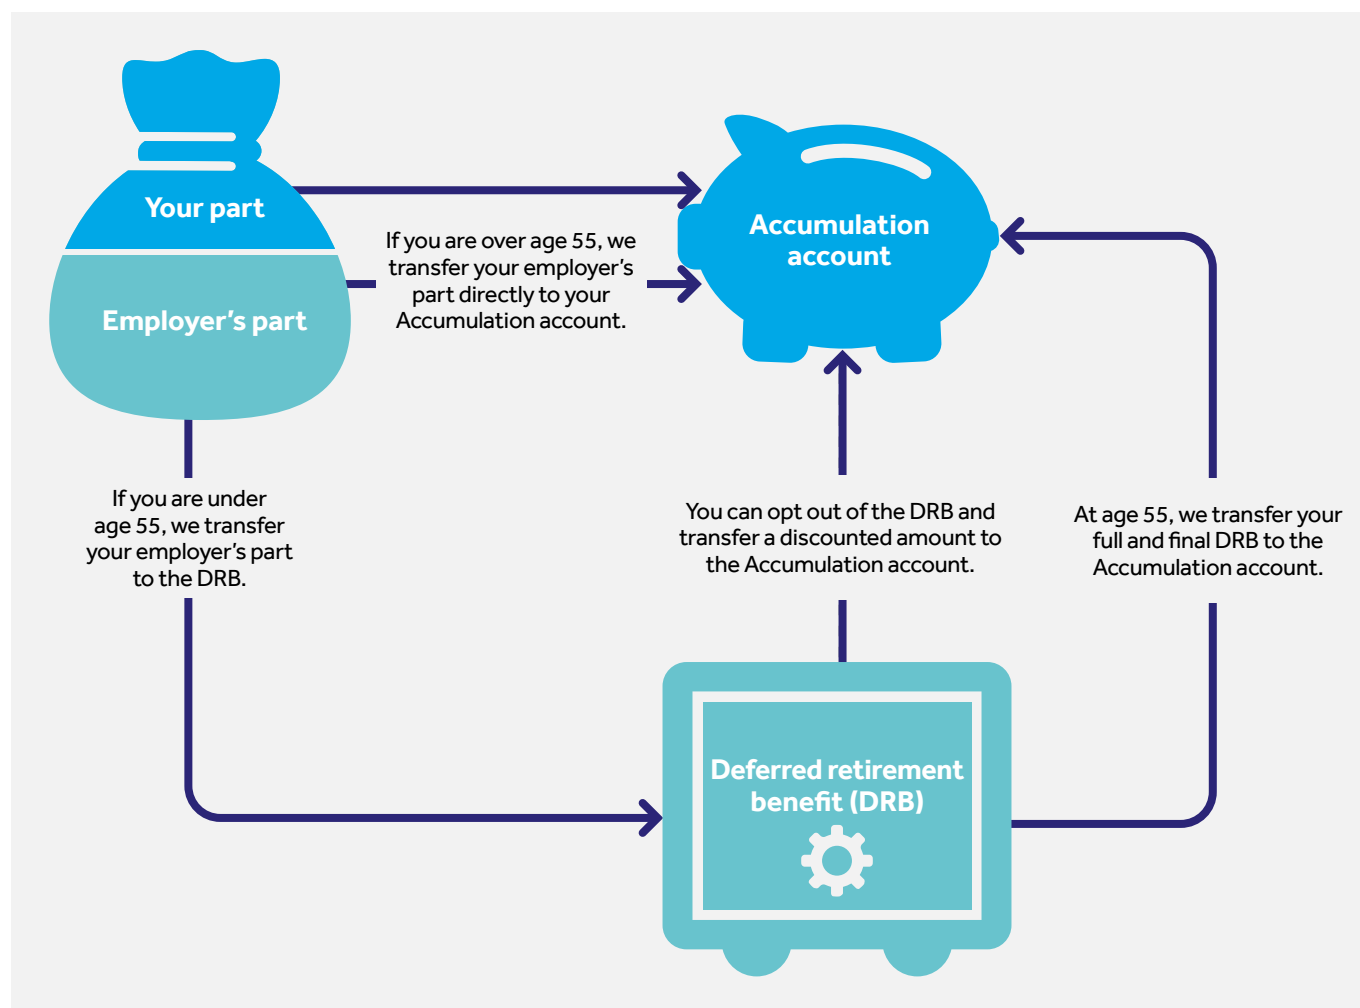 Your part
Employer's part
If you are over age 55, we
transfer your employer's
part directly to your
Accumulation account.
Accumulation
account
If you are under
age 55, we transfer
your employer's part
to the DRB.
You can opt out of the DRB and
transfer a discounted amount to
the Accumulation account.
At age 55, we transfer your
full and final DRB to the
Accumulation account.
Deferred retirement
benefit (DRB)